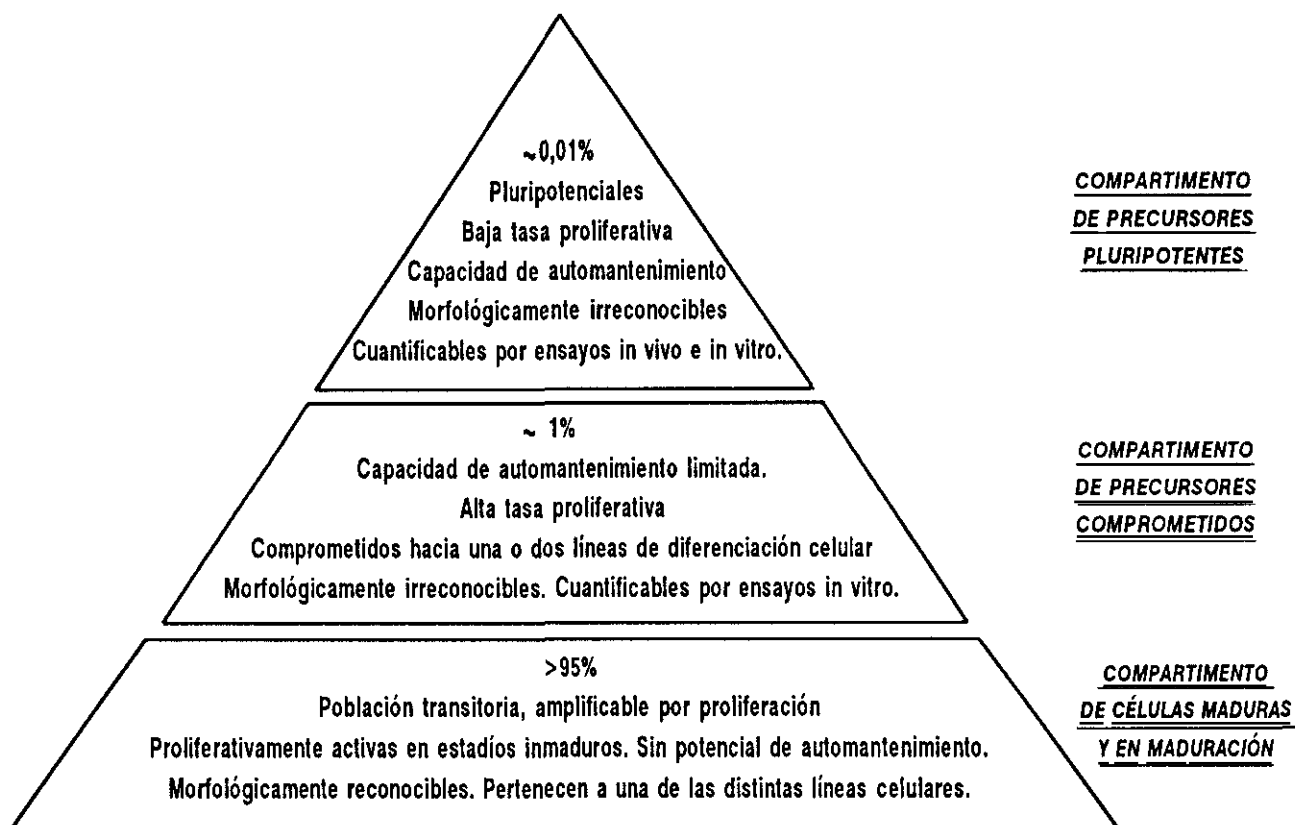 ~0,01%
Pluripotenciales
Baja tasa proliferativa
Capacidad de automantenimiento
Morfológicamente irreconocibles
Cuantificables por ensayos in vivo e in vitro.
COMPARTIMENTO
DE PRECURSORES
PLURIPOTENTES
~ 1%
Capacidad de automantenimiento limitada.
Alta tasa proliferativa
Comprometidos hacia una o dos líneas de diferenciación celular
Morfológicamente irreconocibles. Cuantificables por ensayos in vitro.
COMPARTIMENTO
DE PRECURSORES
COMPROMETIDOS
>95%
Población transitoria, amplificable por proliferación
Proliferativamente activas en estadíos inmaduros. Sin potencial de automantenimiento.
Morfológicamente reconocibles. Pertenecen a una de las distintas líneas celulares.
COMPARTIMENTO
DE CÉLULAS MADURAS
Y EN MADURACIÓN